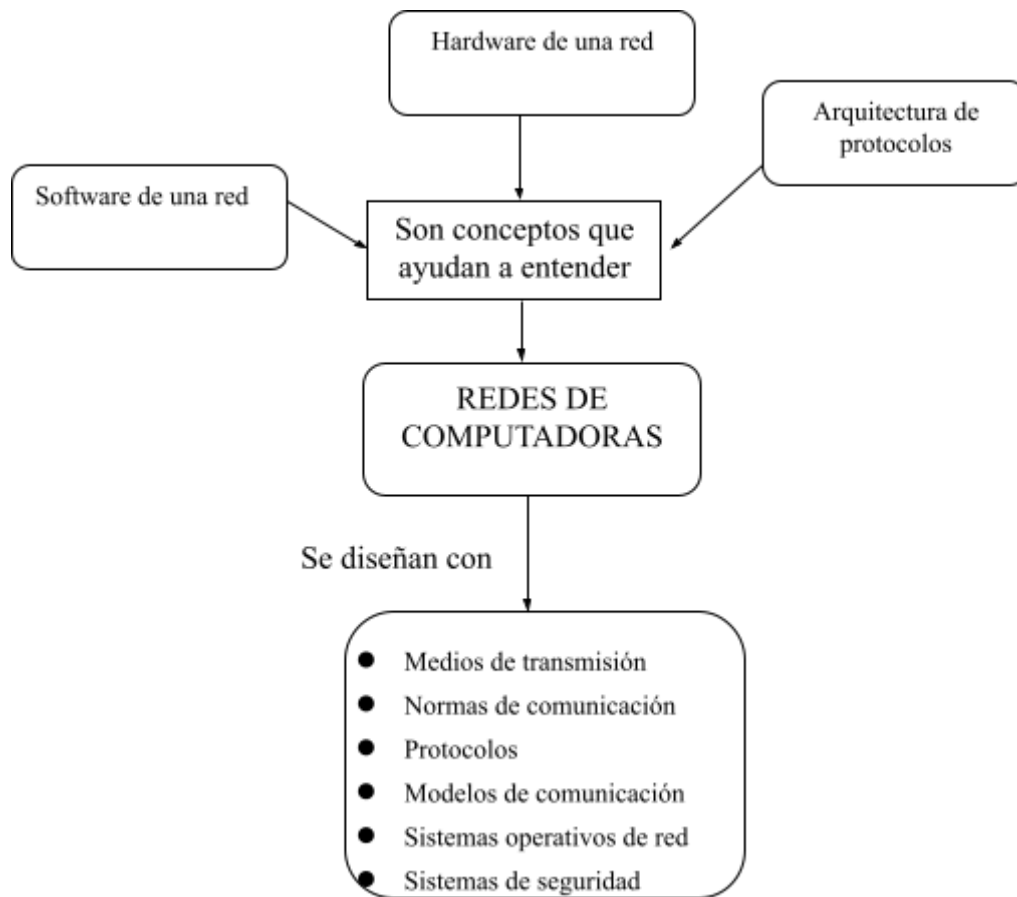 Hardware de una red
Arquitectura de
protocolos
Software de una red
Son conceptos que
ayudan a entender
REDES DE
COMPUTADORAS
Se diseñan con
● Medios de transmisión
● Normas de comunicación
● Protocolos
● Modelos de comunicación
● Sistemas operativos de red
● Sistemas de seguridad